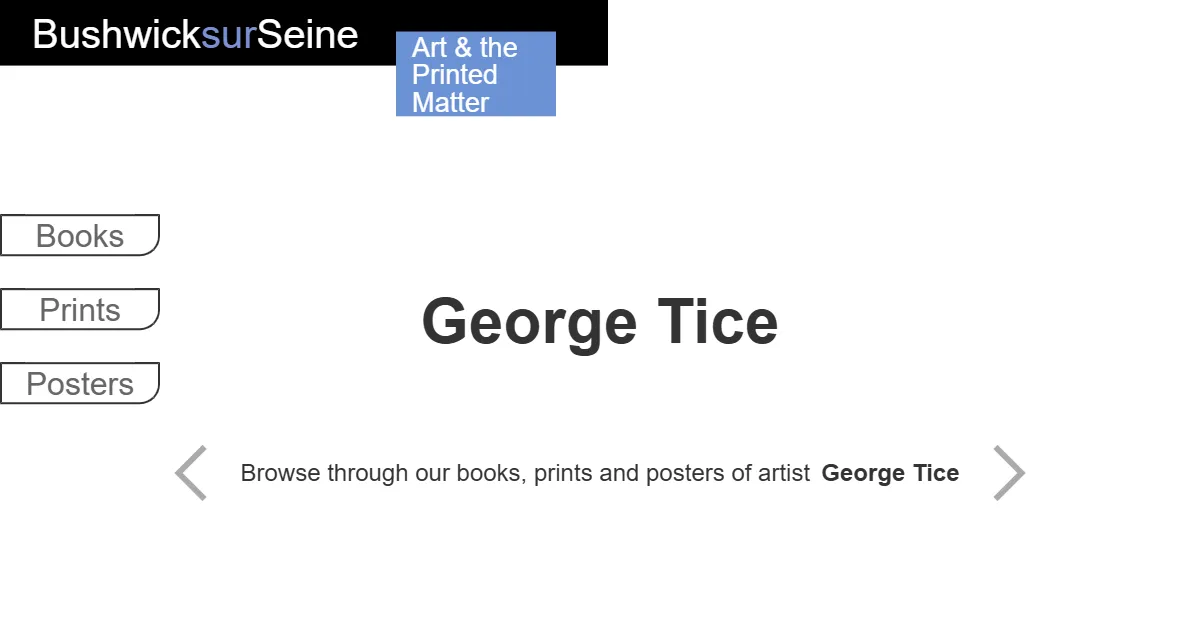 BushwicksurSeine
Art & the
Printed
Matter
Books
Prints
Posters
George Tice
Browse through our books, prints and posters of artist George Tice